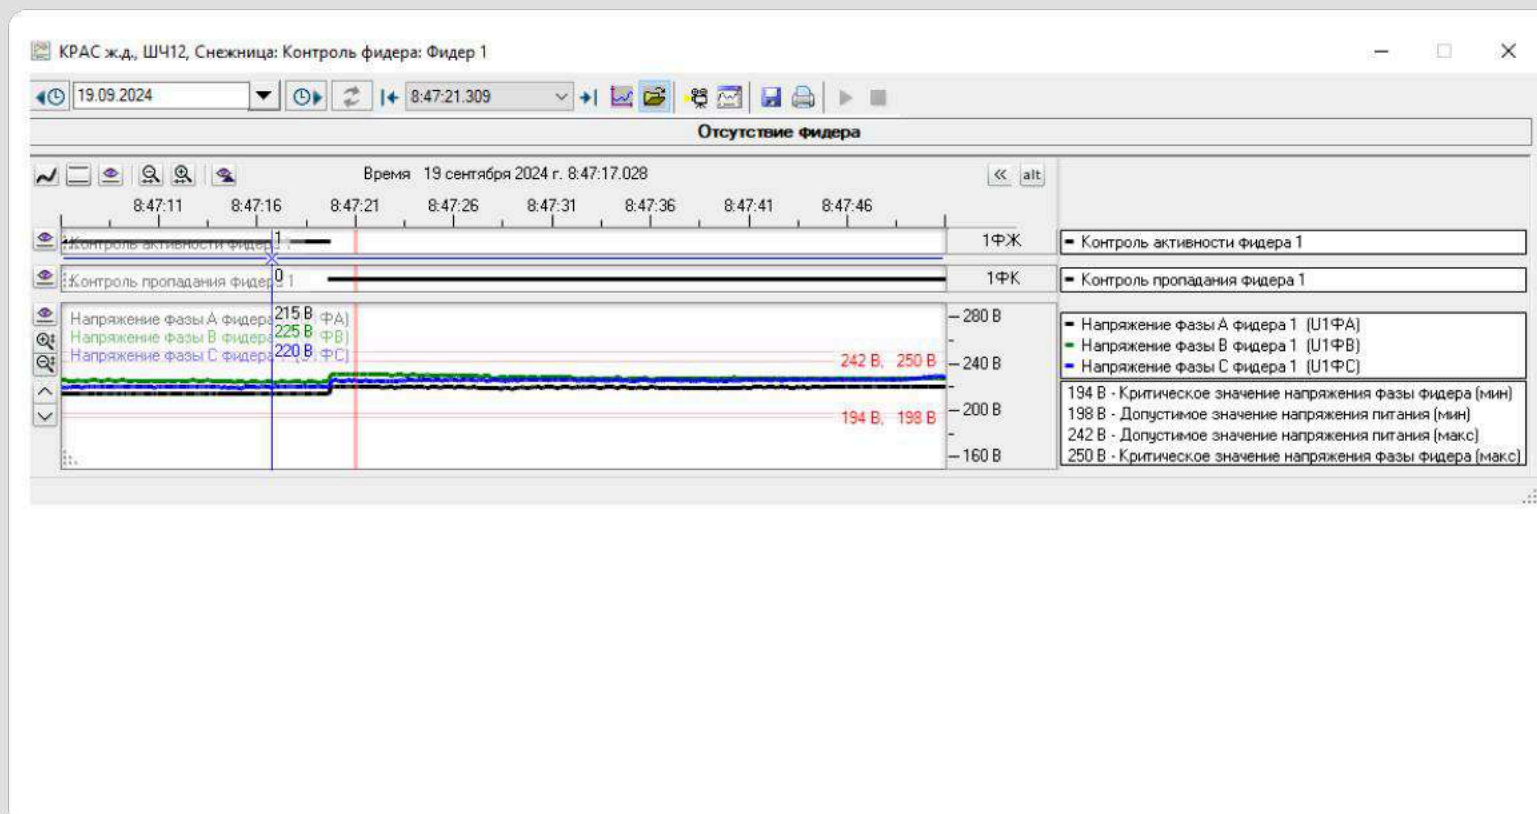 КРАС ж.д., ШЧ12, Снежница: Контроль фидера: Фидер 1
19.09.2024
8:47:21.309
Отсутствие фидера
Время 19 сентября 2024 г. 8:47:17.028
alt
8:47:11 8:47:16 8:47:21 8:47:26 8:47:31 8:47:36 8:47:41 8:47:46
Контроль активности фидера 1
1
1ФЖ
Контроль активности фидера 1
Контроль пропадания фидера 1
0
1ФК
Контроль пропадания фидера 1
Напряжение фазы А фидера
215 В
ФА)
Напряжение фазы В фидера
225 В
ФВ)
Напряжение фазы С фидера
220 В
ФС)
242 В, 250 В
194 В, 198 В
280 В
240 В
200 В
160 В
Напряжение фазы А фидера 1 (U1ФА)
Напряжение фазы В фидера 1 (U1ФВ)
Напряжение фазы С фидера 1 (U1ФС)
194 В - Критическое значение напряжения фазы фидера (мин)
198 В - Допустимое значение напряжения питания (мин)
242 В - Допустимое значение напряжения питания (макс)
250 В - Критическое значение напряжения фазы фидера (макс)